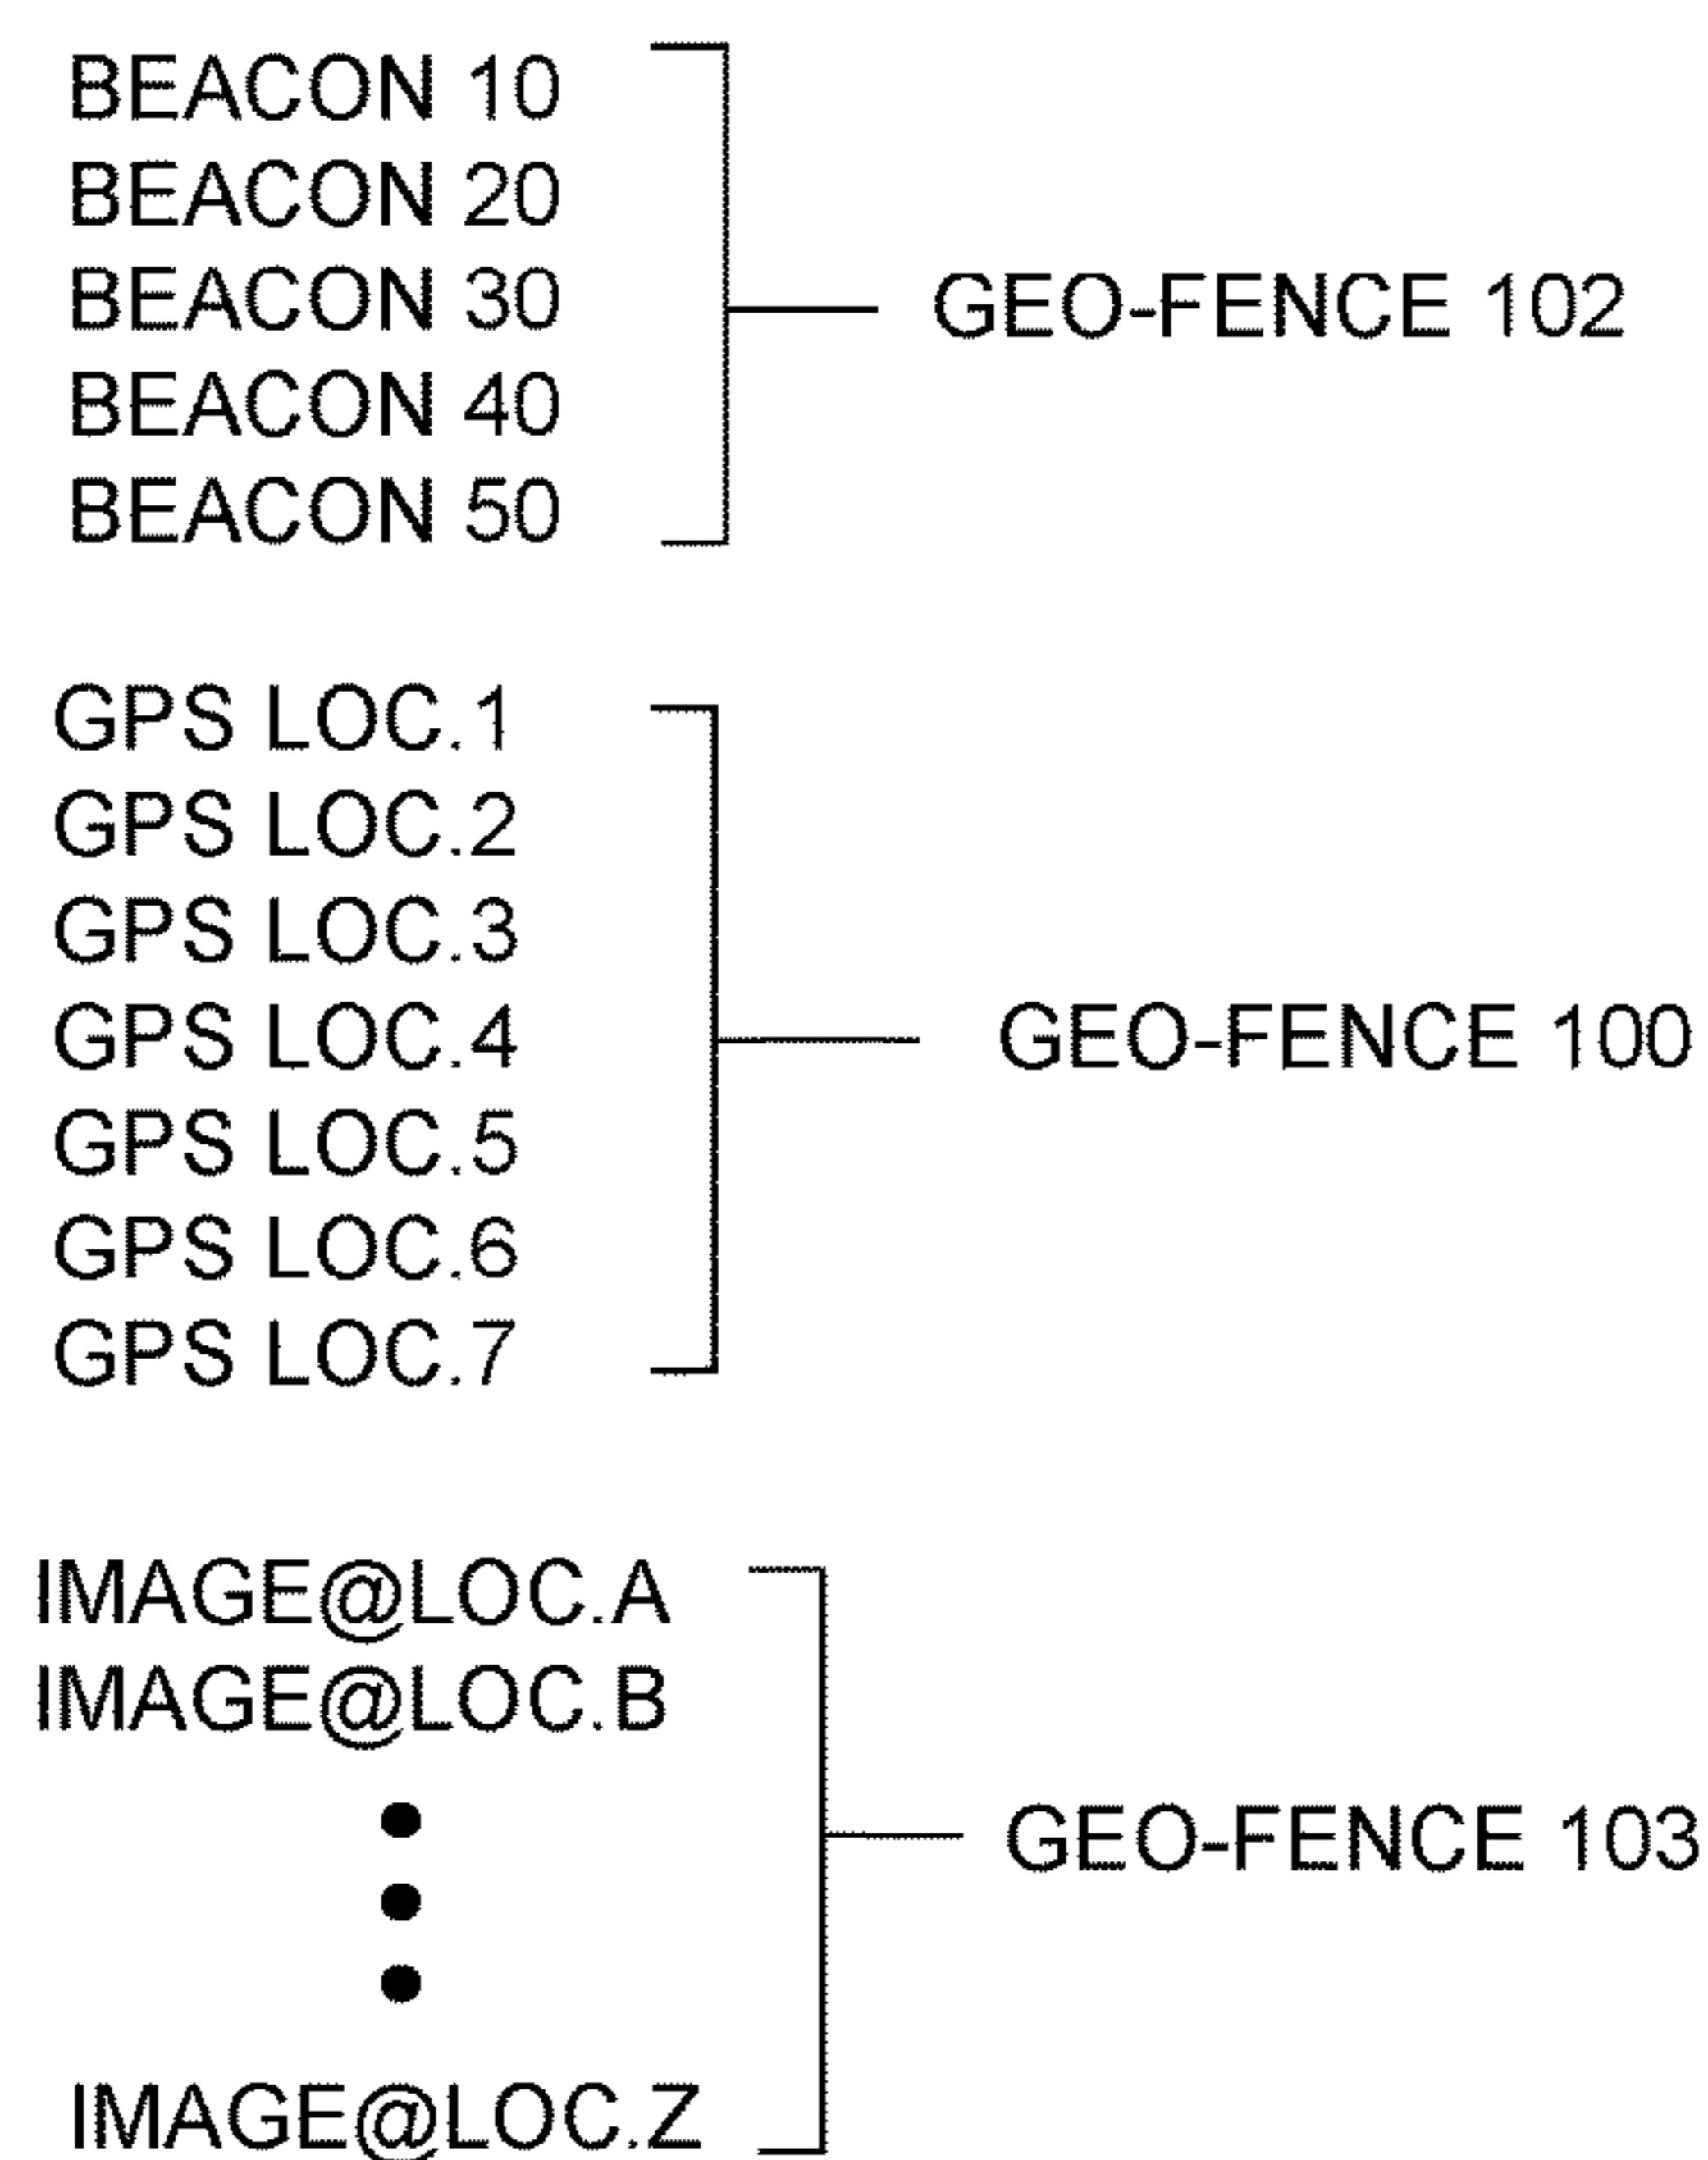 BEACON 10
BEACON 20
BEACON 30
BEACON 40
BEACON 50
GEO-FENCE 102
GPS LOC.1
GPS LOC.2
GPS LOC.3
GPS LOC.4
GPS LOC.5
GPS LOC.6
GPS LOC.7
GEO-FENCE 100
IMAGE@LOC.A
IMAGE@LOC.B
IMAGE@LOC.Z
GEO-FENCE 103